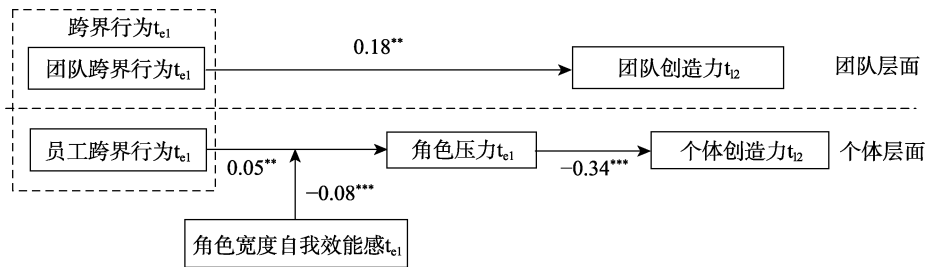 跨界行为te1
0.18**
团队跨界行为te1
团队创造力tl2
团队层面
员工跨界行为te1
角色压力te1
个体创造力tl2
个体层面
0.05**
−0.34***
−0.08***
角色宽度自我效能感te1